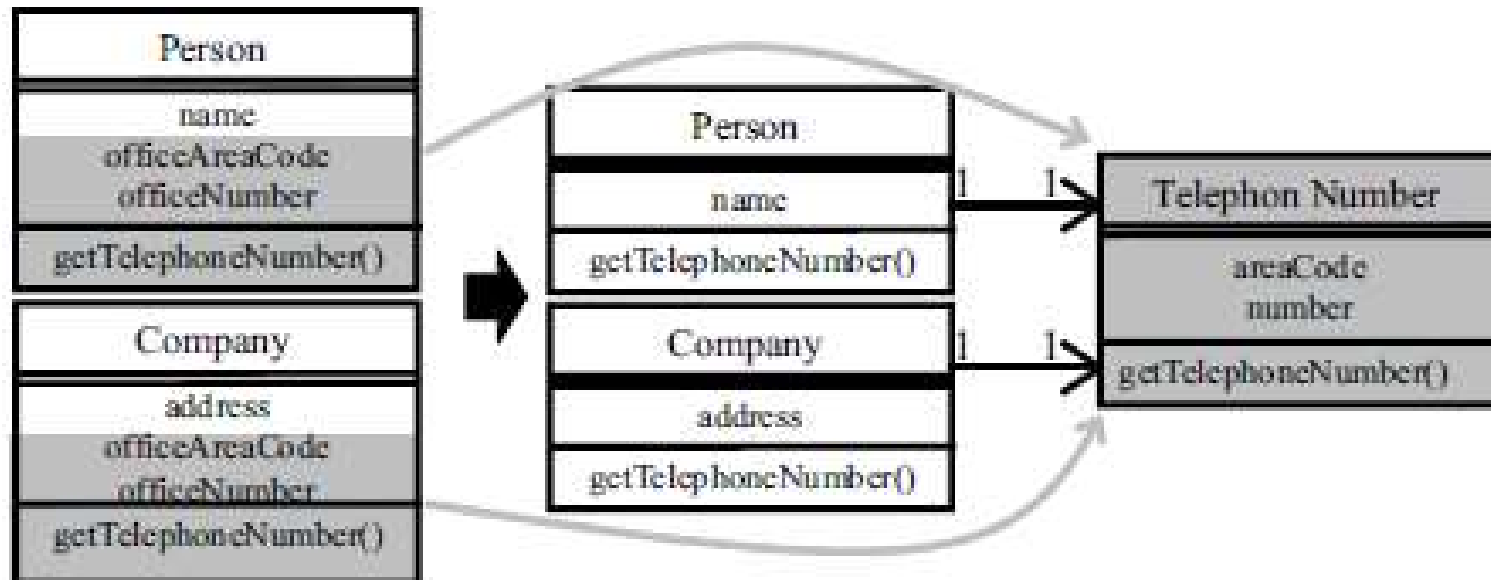 Person
name
officeAreaCode
officeNumber
getTelephoneNumber()
Company
address
officeAreaCode
officeNumber
getTelephoneNumber()
Person
name
getTelephoneNumber()
Company
address
getTelephoneNumber()
1 1
1 1
Telephon Number
areaCode
number
getTelephoneNumber()